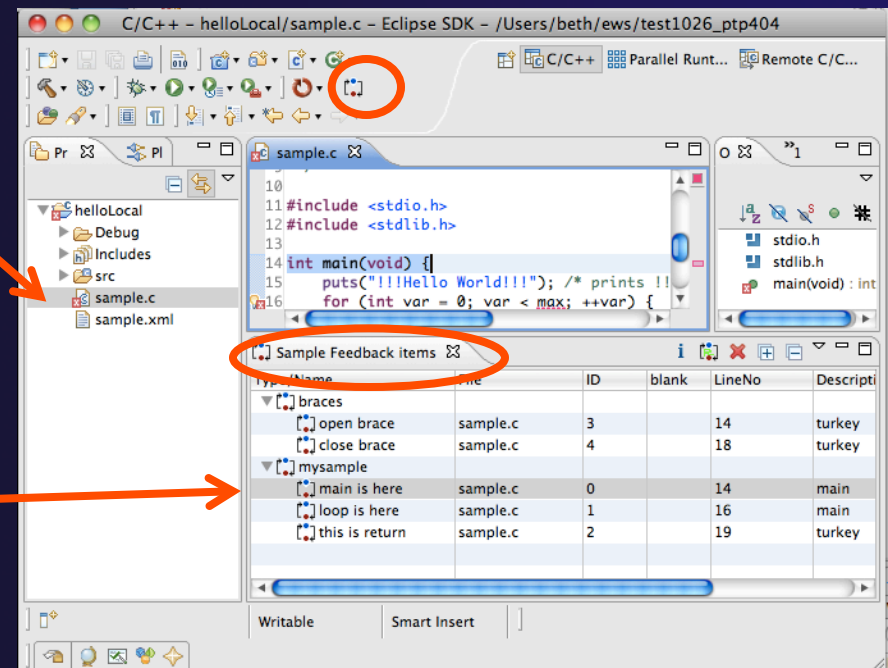 C/C++ - helloLocal/sample.c - Eclipse SDK - /Users/beth/ews/test1026_ptp404
C/C++ Parallel Runt... Remote C/C...
Pr Pl
sample.c
O »1
helloLocal
Debug
Includes
src
sample.c
sample.xml
10
11 #include <stdio.h>
12 #include <stdlib.h>
13
14 int main(void) {
15 puts("!!!Hello World!!!"); /* prints !!
16 for (int var = 0; var < max; ++var) {
stdio.h
stdlib.h
main(void) : int
Sample Feedback items
ID blank LineNo Descripti
braces
open brace sample.c 3 14 turkey
close brace sample.c 4 18 turkey
mysample
main is here sample.c 0 14 main
loop is here sample.c 1 16 main
this is return sample.c 2 19 turkey
Writable Smart Insert